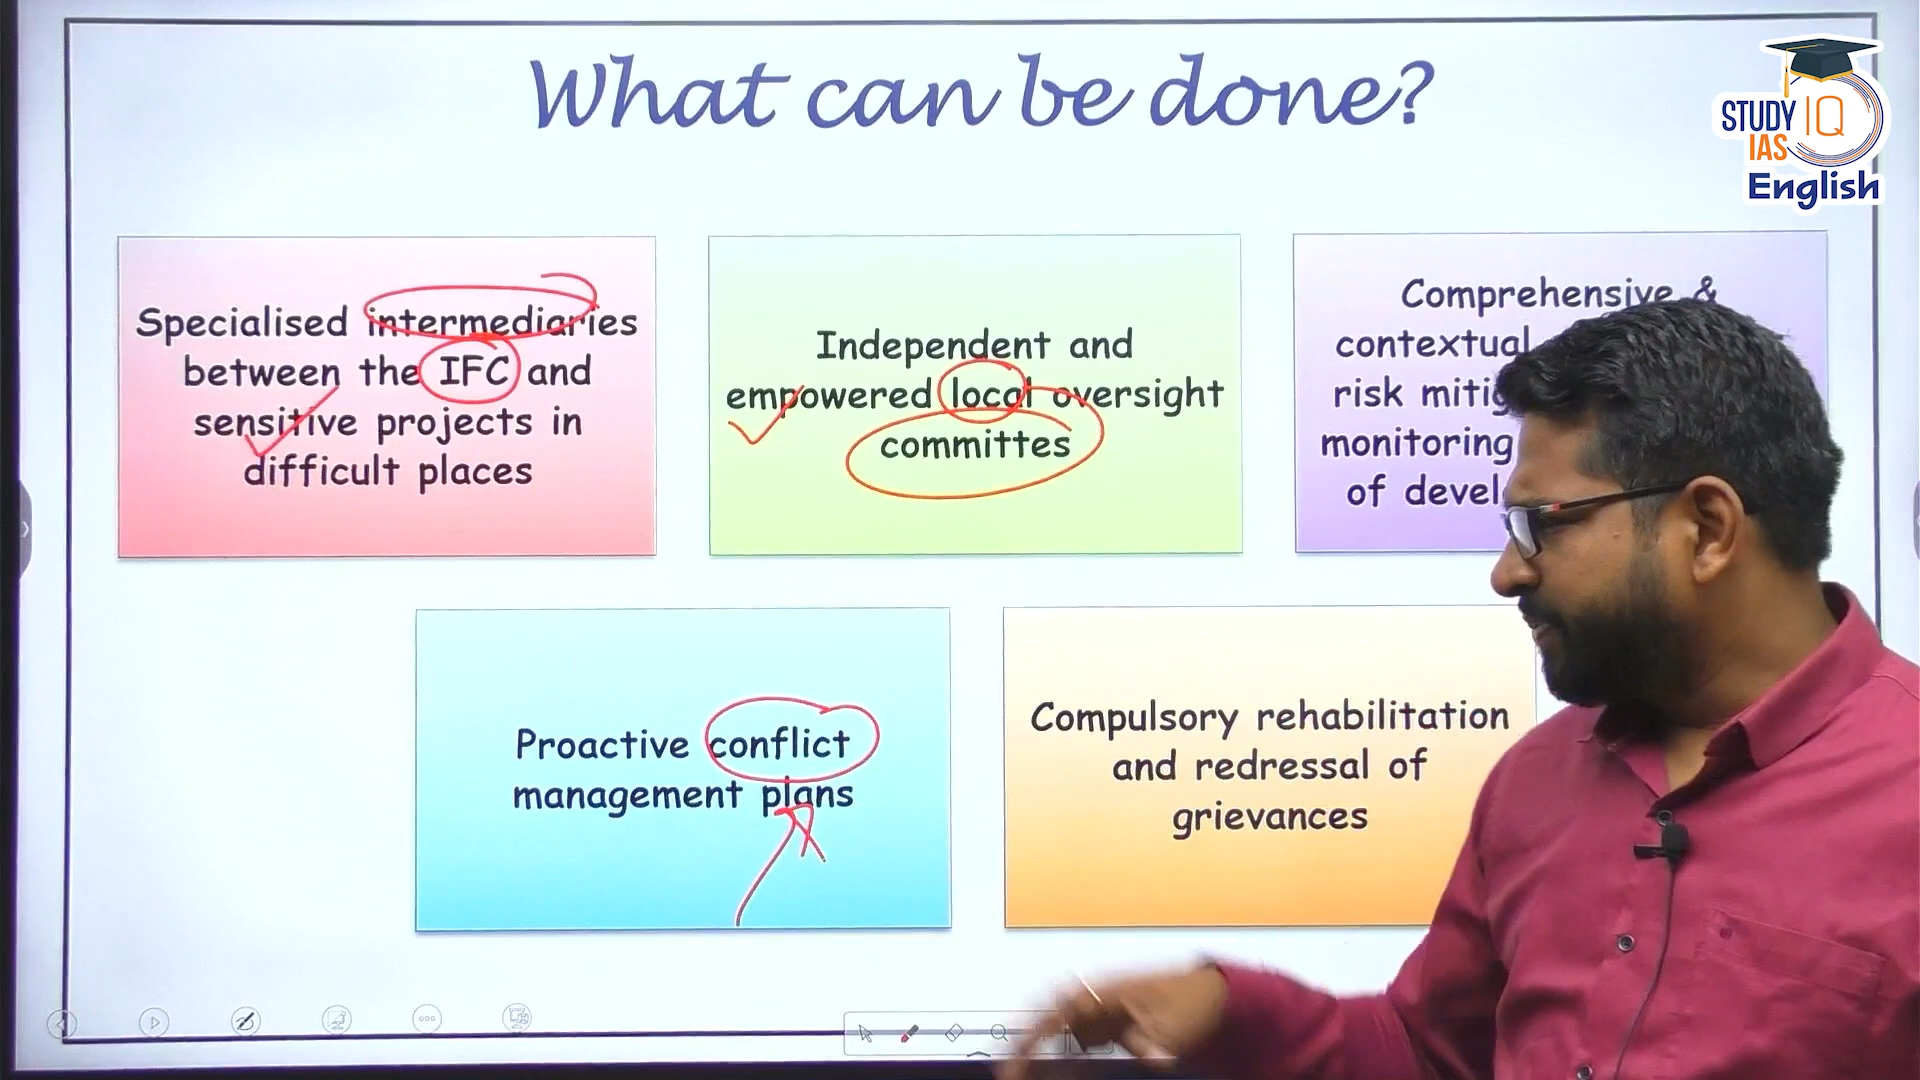 What can be done?
STUDY IQ
IAS
English
Specialised intermediaries
between the IFC and
sensitive projects in
difficult places
Independent and
empowered local oversight
committes
Comprehensive &
contextual
risk
monitoring
of
Proactive conflict
management plans
Compulsory rehabilitation
and redressal of
grievances